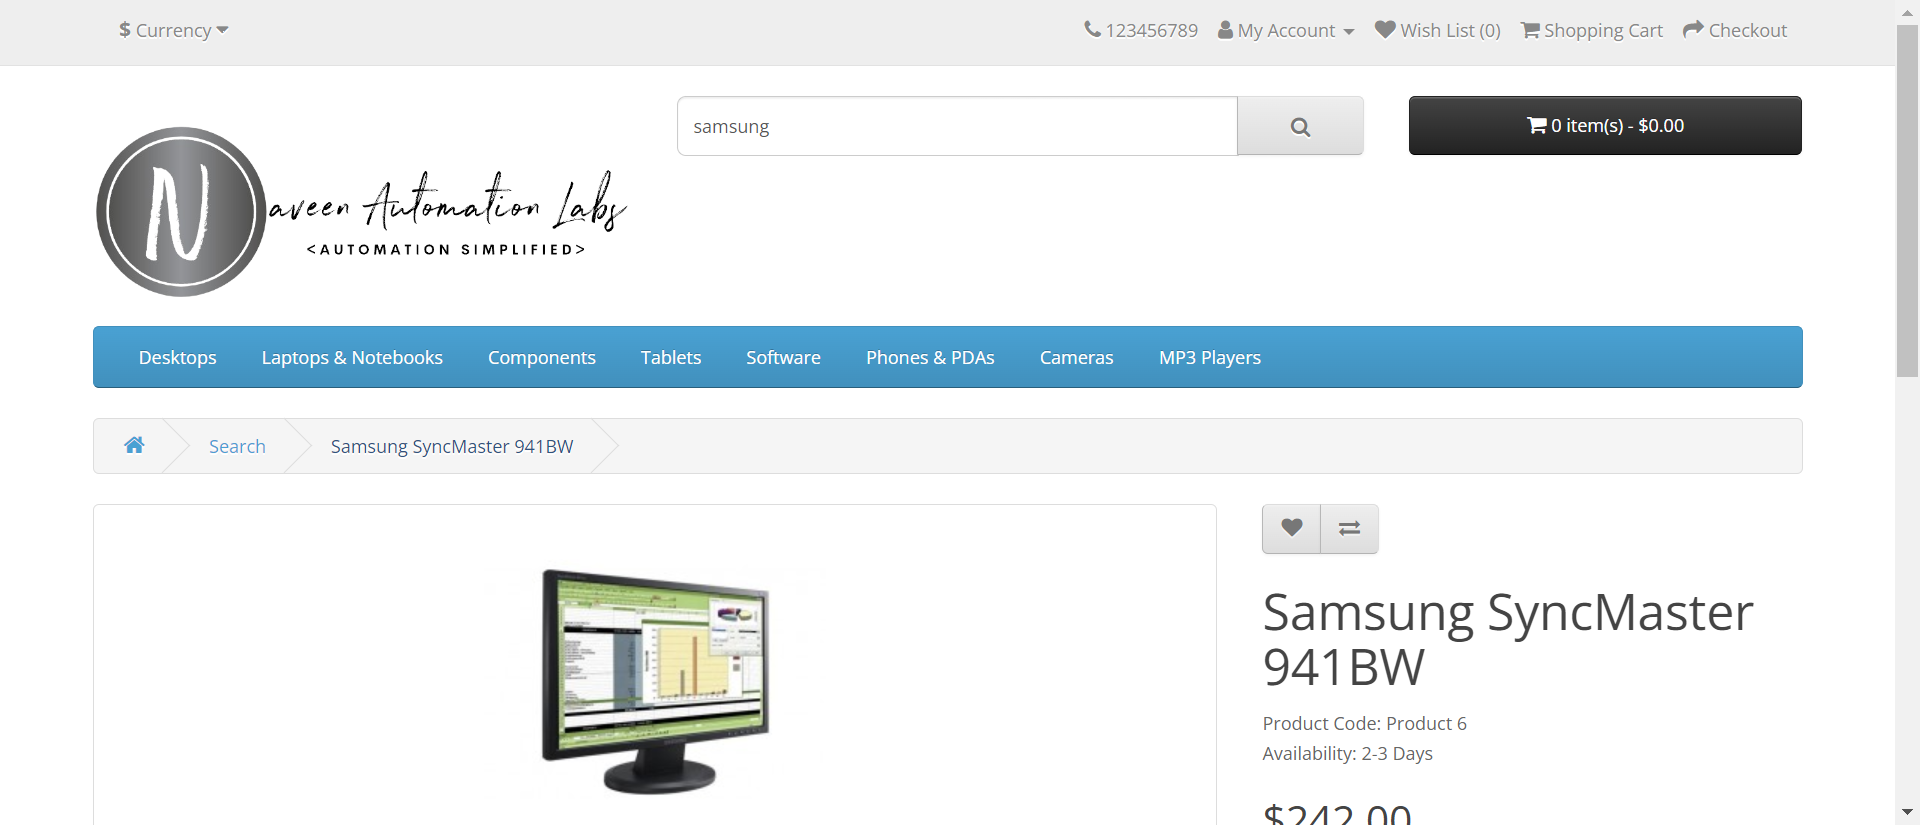 $ Currency
123456789 My Account Wish List (0) Shopping Cart Checkout
samsung
0 item(s) - $0.00
Naveen Automation Labs
<AUTOMATION SIMPLIFIED>
Desktops Laptops & Notebooks Components Tablets Software Phones & PDAs Cameras MP3 Players
Search Samsung SyncMaster 941BW
Samsung SyncMaster
941BW
Product Code: Product 6
Availability: 2-3 Days
$242.00